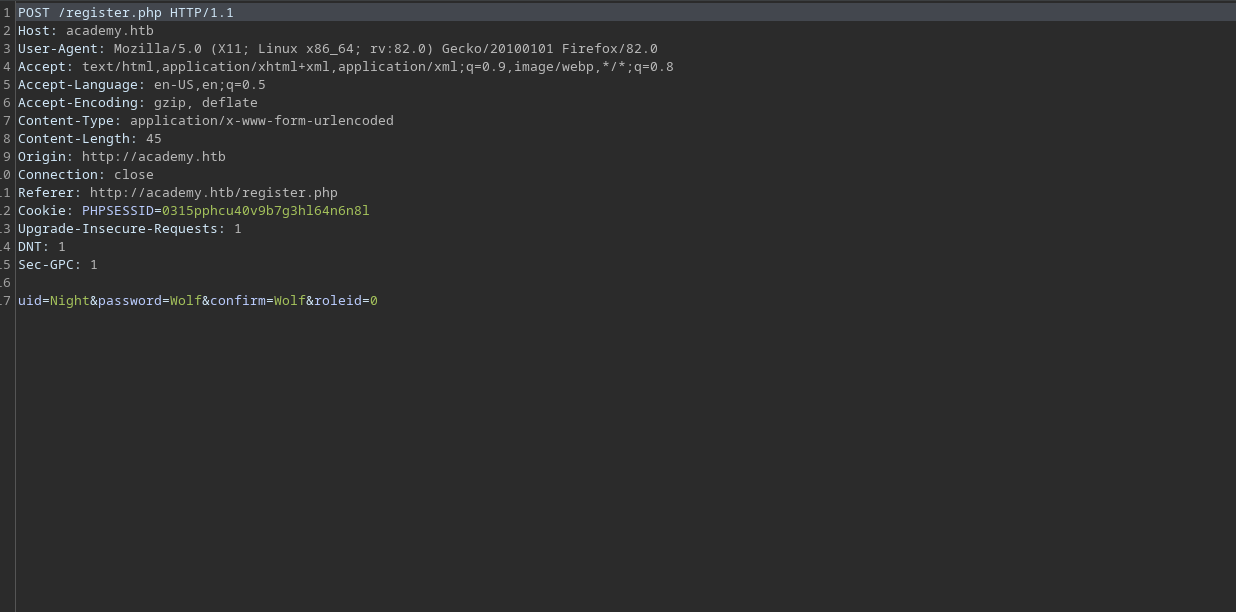 1 POST /register.php HTTP/1.1
2 Host: academy.htb
3 User-Agent: Mozilla/5.0 (X11; Linux x86_64; rv:82.0) Gecko/20100101 Firefox/82.0
4 Accept: text/html,application/xhtml+xml,application/xml;q=0.9,image/webp,*/*;q=0.8
5 Accept-Language: en-US,en;q=0.5
6 Accept-Encoding: gzip, deflate
7 Content-Type: application/x-www-form-urlencoded
8 Content-Length: 45
9 Origin: http://academy.htb
10 Connection: close
11 Referer: http://academy.htb/register.php
12 Cookie: PHPSESSID=0315pphcu40v9b7g3hl64n6n8l
13 Upgrade-Insecure-Requests: 1
14 DNT: 1
15 Sec-GPC: 1
16
17 uid=Night&password=Wolf&confirm=Wolf&roleid=0